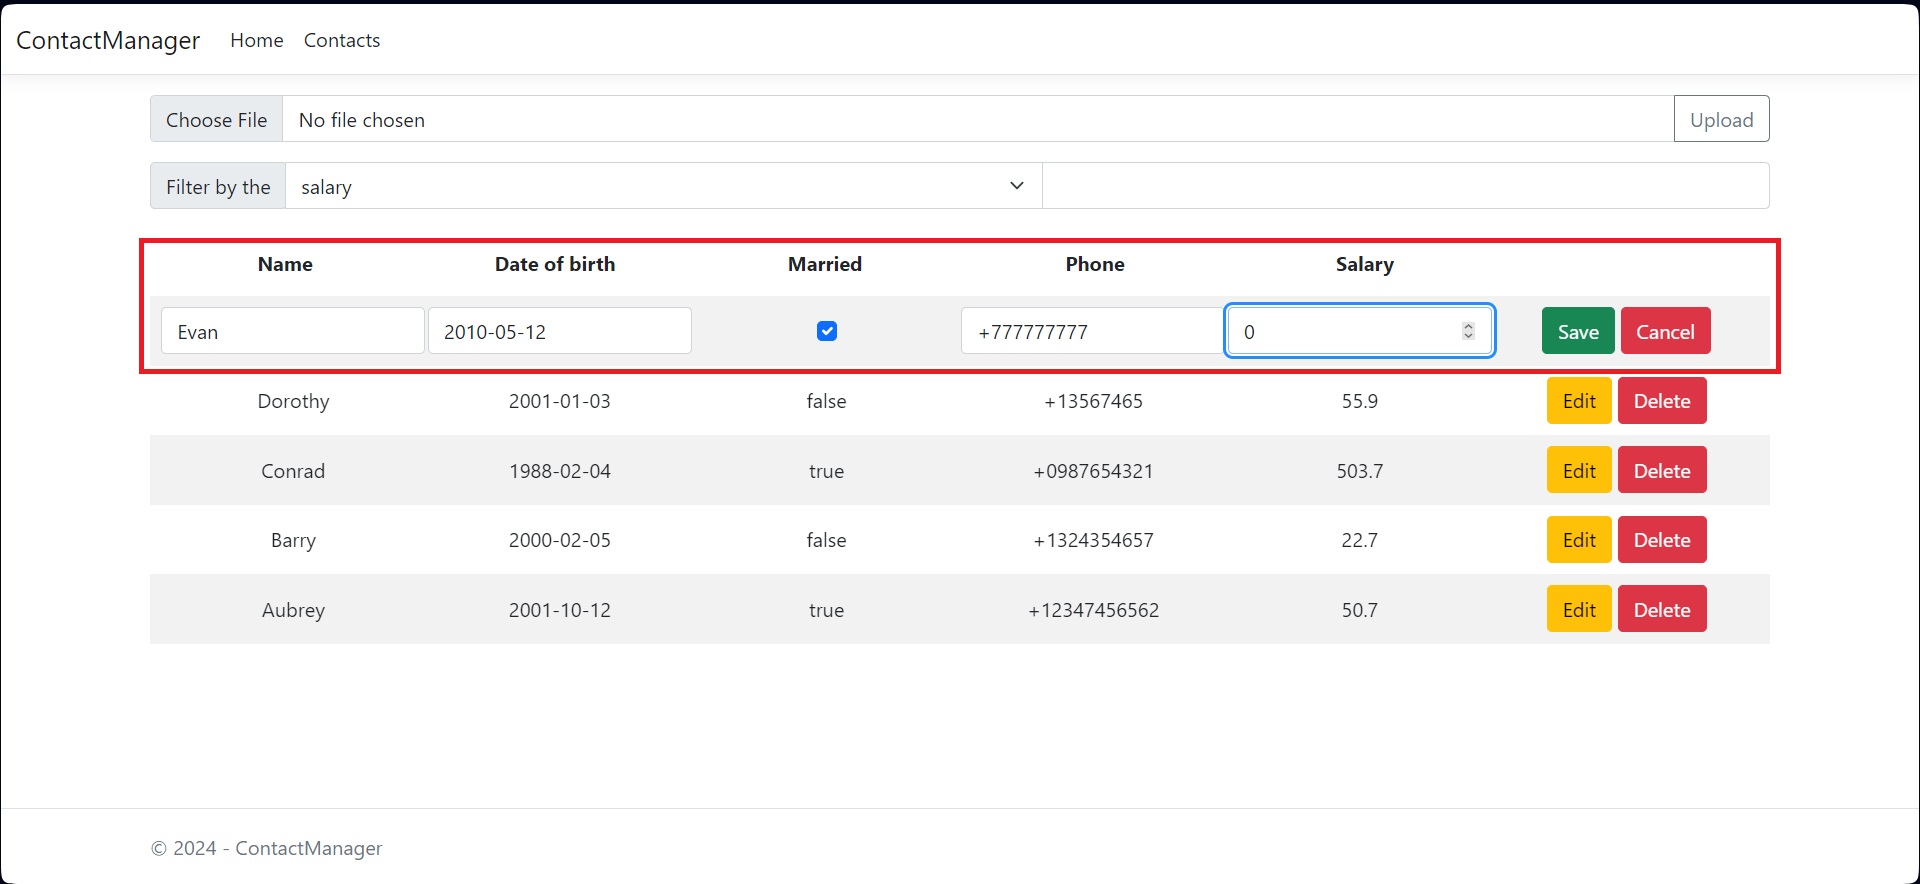 ContactManager Home Contacts
Choose File No file chosen Upload
Filter by the salary
Name Date of birth Married Phone Salary
Evan 2010-05-12 +777777777 0 Save Cancel
Dorothy 2001-01-03 false +13567465 55.9 Edit Delete
Conrad 1988-02-04 true +0987654321 503.7 Edit Delete
Barry 2000-02-05 false +1324354657 22.7 Edit Delete
Aubrey 2001-10-12 true +12347456562 50.7 Edit Delete
© 2024 - ContactManager